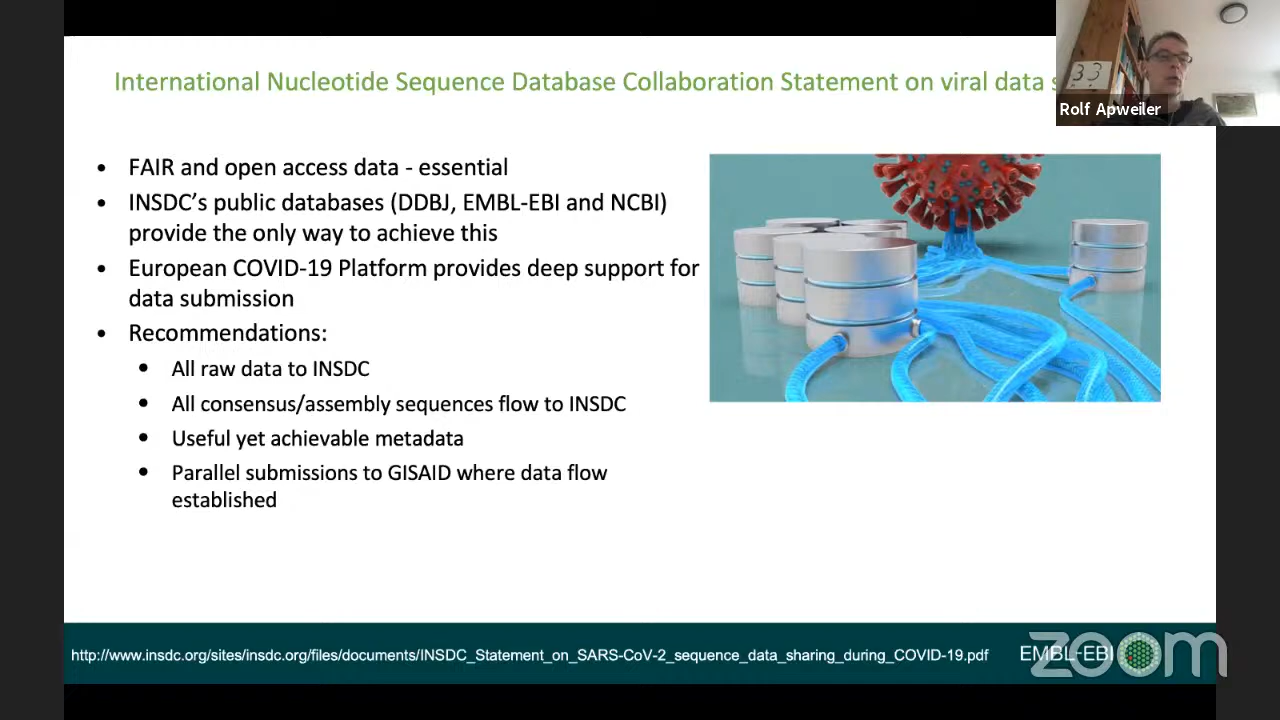 International Nucleotide Sequence Database Collaboration Statement on viral data
33
Rolf Apweiler
• FAIR and open access data - essential
• INSDC’s public databases (DDBJ, EMBL-EBI and NCBI)
provide the only way to achieve this
• European COVID-19 Platform provides deep support for
data submission
• Recommendations:
• All raw data to INSDC
• All consensus/assembly sequences flow to INSDC
• Useful yet achievable metadata
• Parallel submissions to GISAID where data flow
established
http://www.insdc.org/sites/insdc.org/files/documents/INSDC_Statement_on_SARS-CoV-2_sequence_data_sharing_during_COVID-19.pdf
EMBL-EBI
zoom